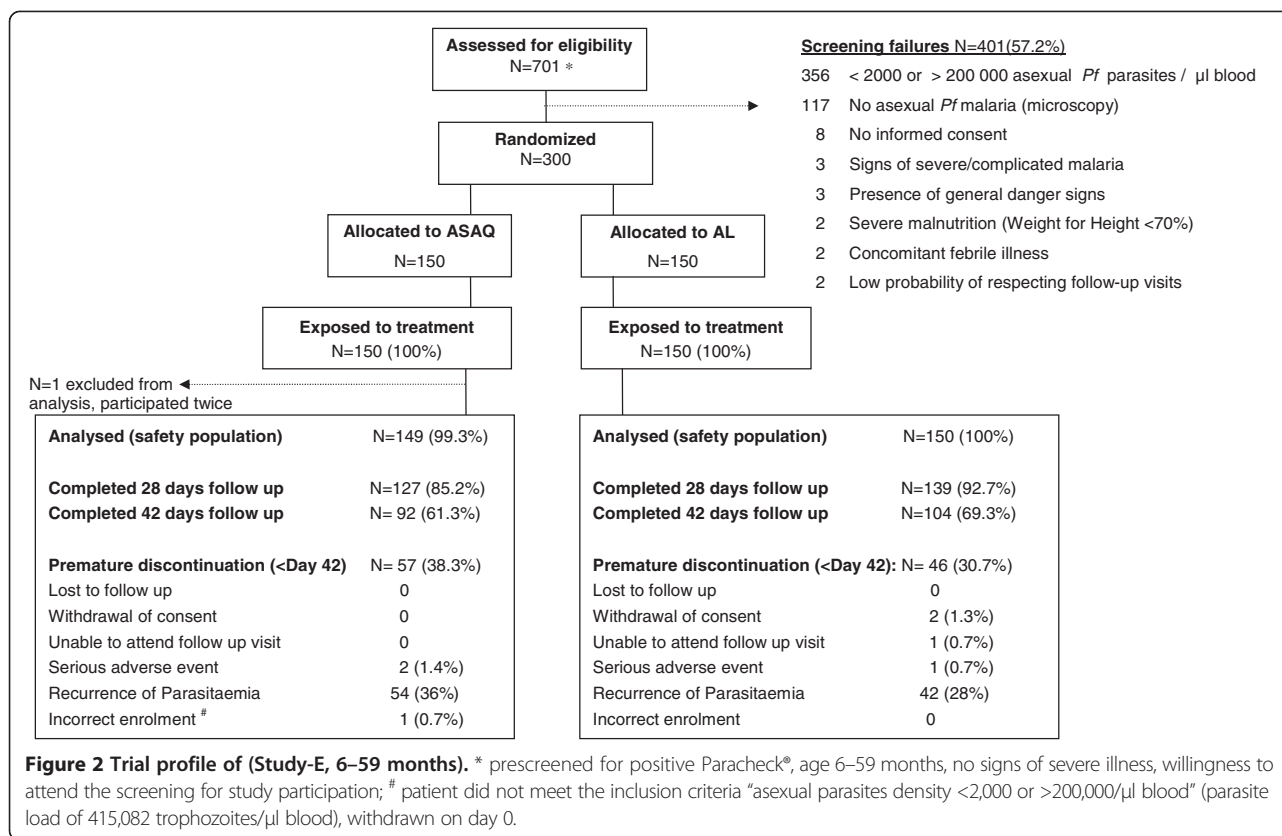 Assessed for eligibility
N=701 *
Screening failures N=401(57.2%)
356 < 2000 or > 200 000 asexual Pf parasites / µl blood
117 No asexual Pf malaria (microscopy)
8 No informed consent
3 Signs of severe/complicated malaria
3 Presence of general danger signs
2 Severe malnutrition (Weight for Height <70%)
2 Concomitant febrile illness
2 Low probability of respecting follow-up visits
Randomized
N=300
Allocated to ASAQ
N=150
Allocated to AL
N=150
Exposed to treatment
N=150 (100%)
Exposed to treatment
N=150 (100%)
N=1 excluded from
analysis, participated twice
Analysed (safety population) N=149 (99.3%)
Completed 28 days follow up N=127 (85.2%)
Completed 42 days follow up N= 92 (61.3%)
Premature discontinuation (<Day 42) N= 57 (38.3%)
Lost to follow up 0
Withdrawal of consent 0
Unable to attend follow up visit 0
Serious adverse event 2 (1.4%)
Recurrence of Parasitaemia 54 (36%)
Incorrect enrolment # 1 (0.7%)
Analysed (safety population) N=150 (100%)
Completed 28 days follow up N=139 (92.7%)
Completed 42 days follow up N=104 (69.3%)
Premature discontinuation (<Day 42): N= 46 (30.7%)
Lost to follow up 0
Withdrawal of consent 2 (1.3%)
Unable to attend follow up visit 1 (0.7%)
Serious adverse event 1 (0.7%)
Recurrence of Parasitaemia 42 (28%)
Incorrect enrolment 0
Figure 2 Trial profile of (Study-E, 6–59 months). * prescreened for positive Paracheck®, age 6–59 months, no signs of severe illness, willingness to
attend the screening for study participation; # patient did not meet the inclusion criteria “asexual parasites density <2,000 or >200,000/µl blood” (parasite
load of 415,082 trophozoites/µl blood), withdrawn on day 0.